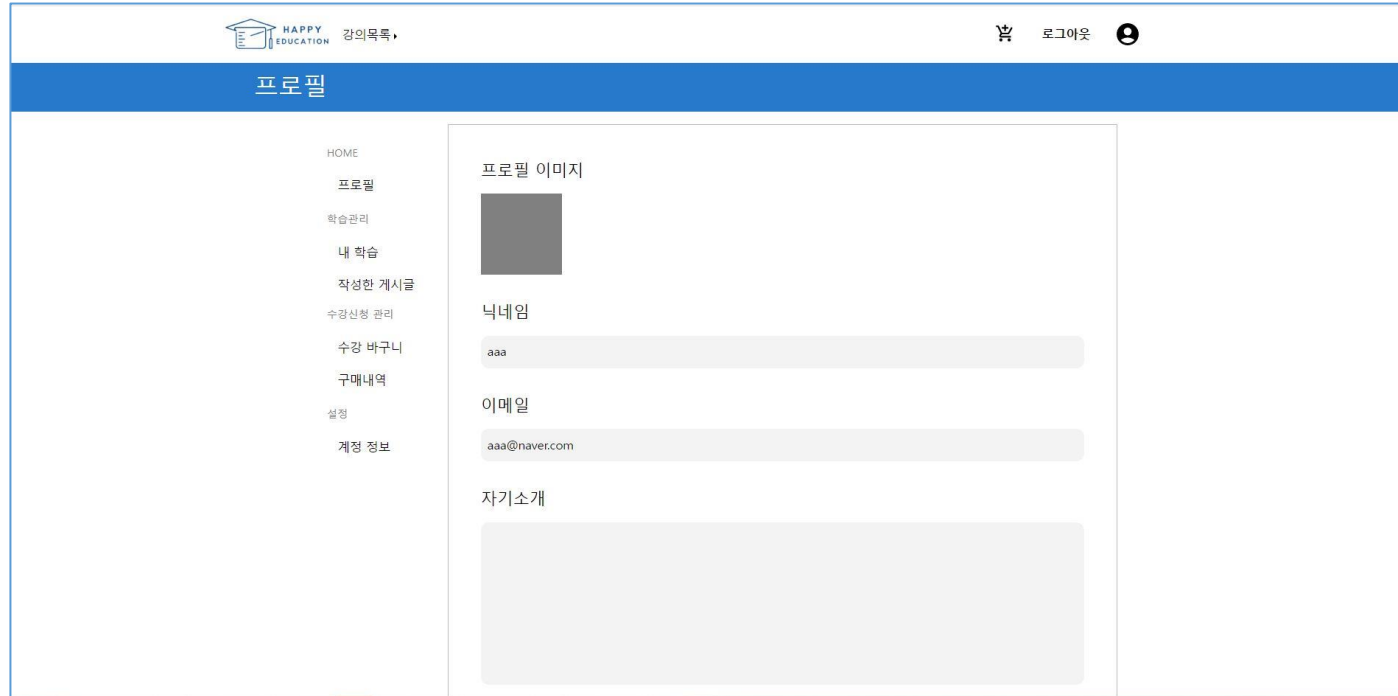 HAPPY
EDUCATION
강의목록
로그아웃
프로필
HOME
프로필
학습관리
내 학습
작성한 게시글
수강신청 관리
수강 바구니
구매내역
설정
계정 정보
프로필 이미지
닉네임
aaa
이메일
aaa@naver.com
자기소개